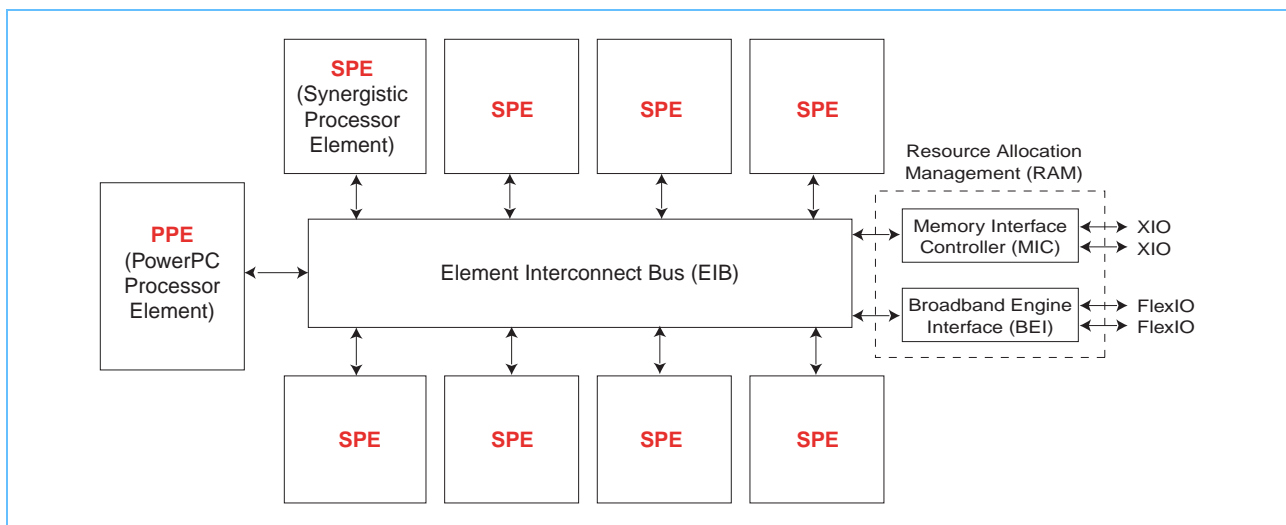 SPE
(Synergistic
Processor
Element)
SPE
SPE
SPE
Resource Allocation
Management (RAM)
PPE
(PowerPC
Processor
Element)
Element Interconnect Bus (EIB)
Memory Interface
Controller (MIC)
XIO
XIO
Broadband Engine
Interface (BEI)
FlexIO
FlexIO
SPE
SPE
SPE
SPE